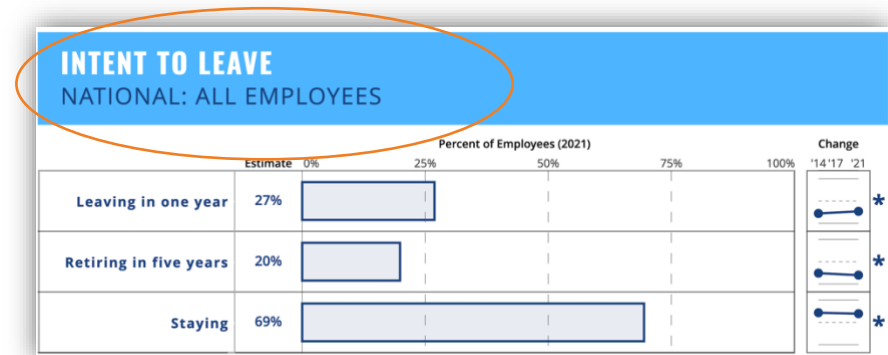 INTENT TO LEAVE
NATIONAL: ALL EMPLOYEES
Percent of Employees (2021) Change
Estimate 0% 25% 50% 75% 100% '14 '17 '21
Leaving in one year 27% *
Retiring in five years 20% *
Staying 69% *